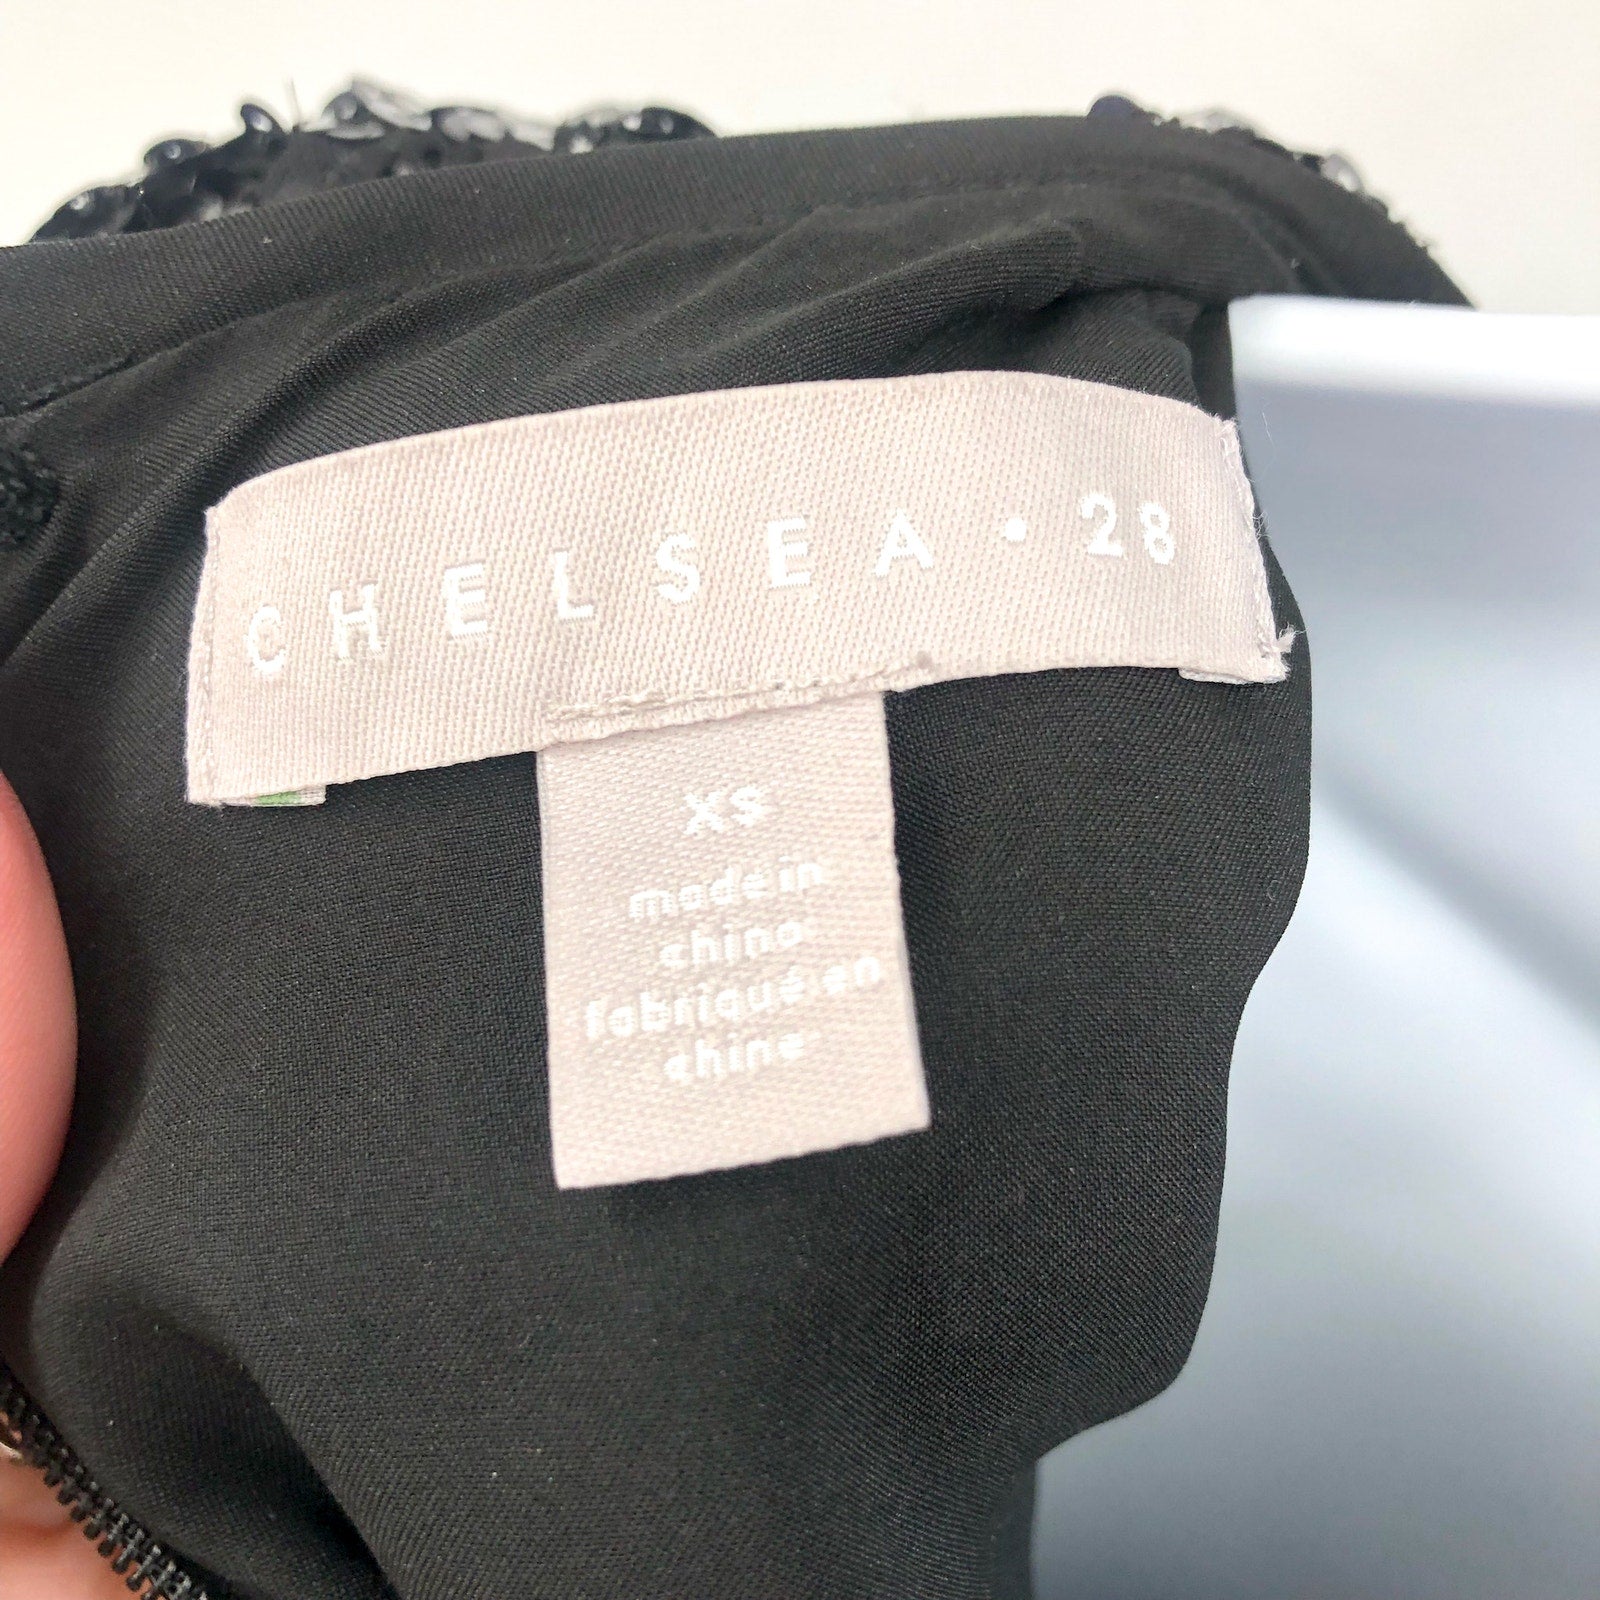 CHELSEA • 28
xs
made in
china
fabriqué en
chine